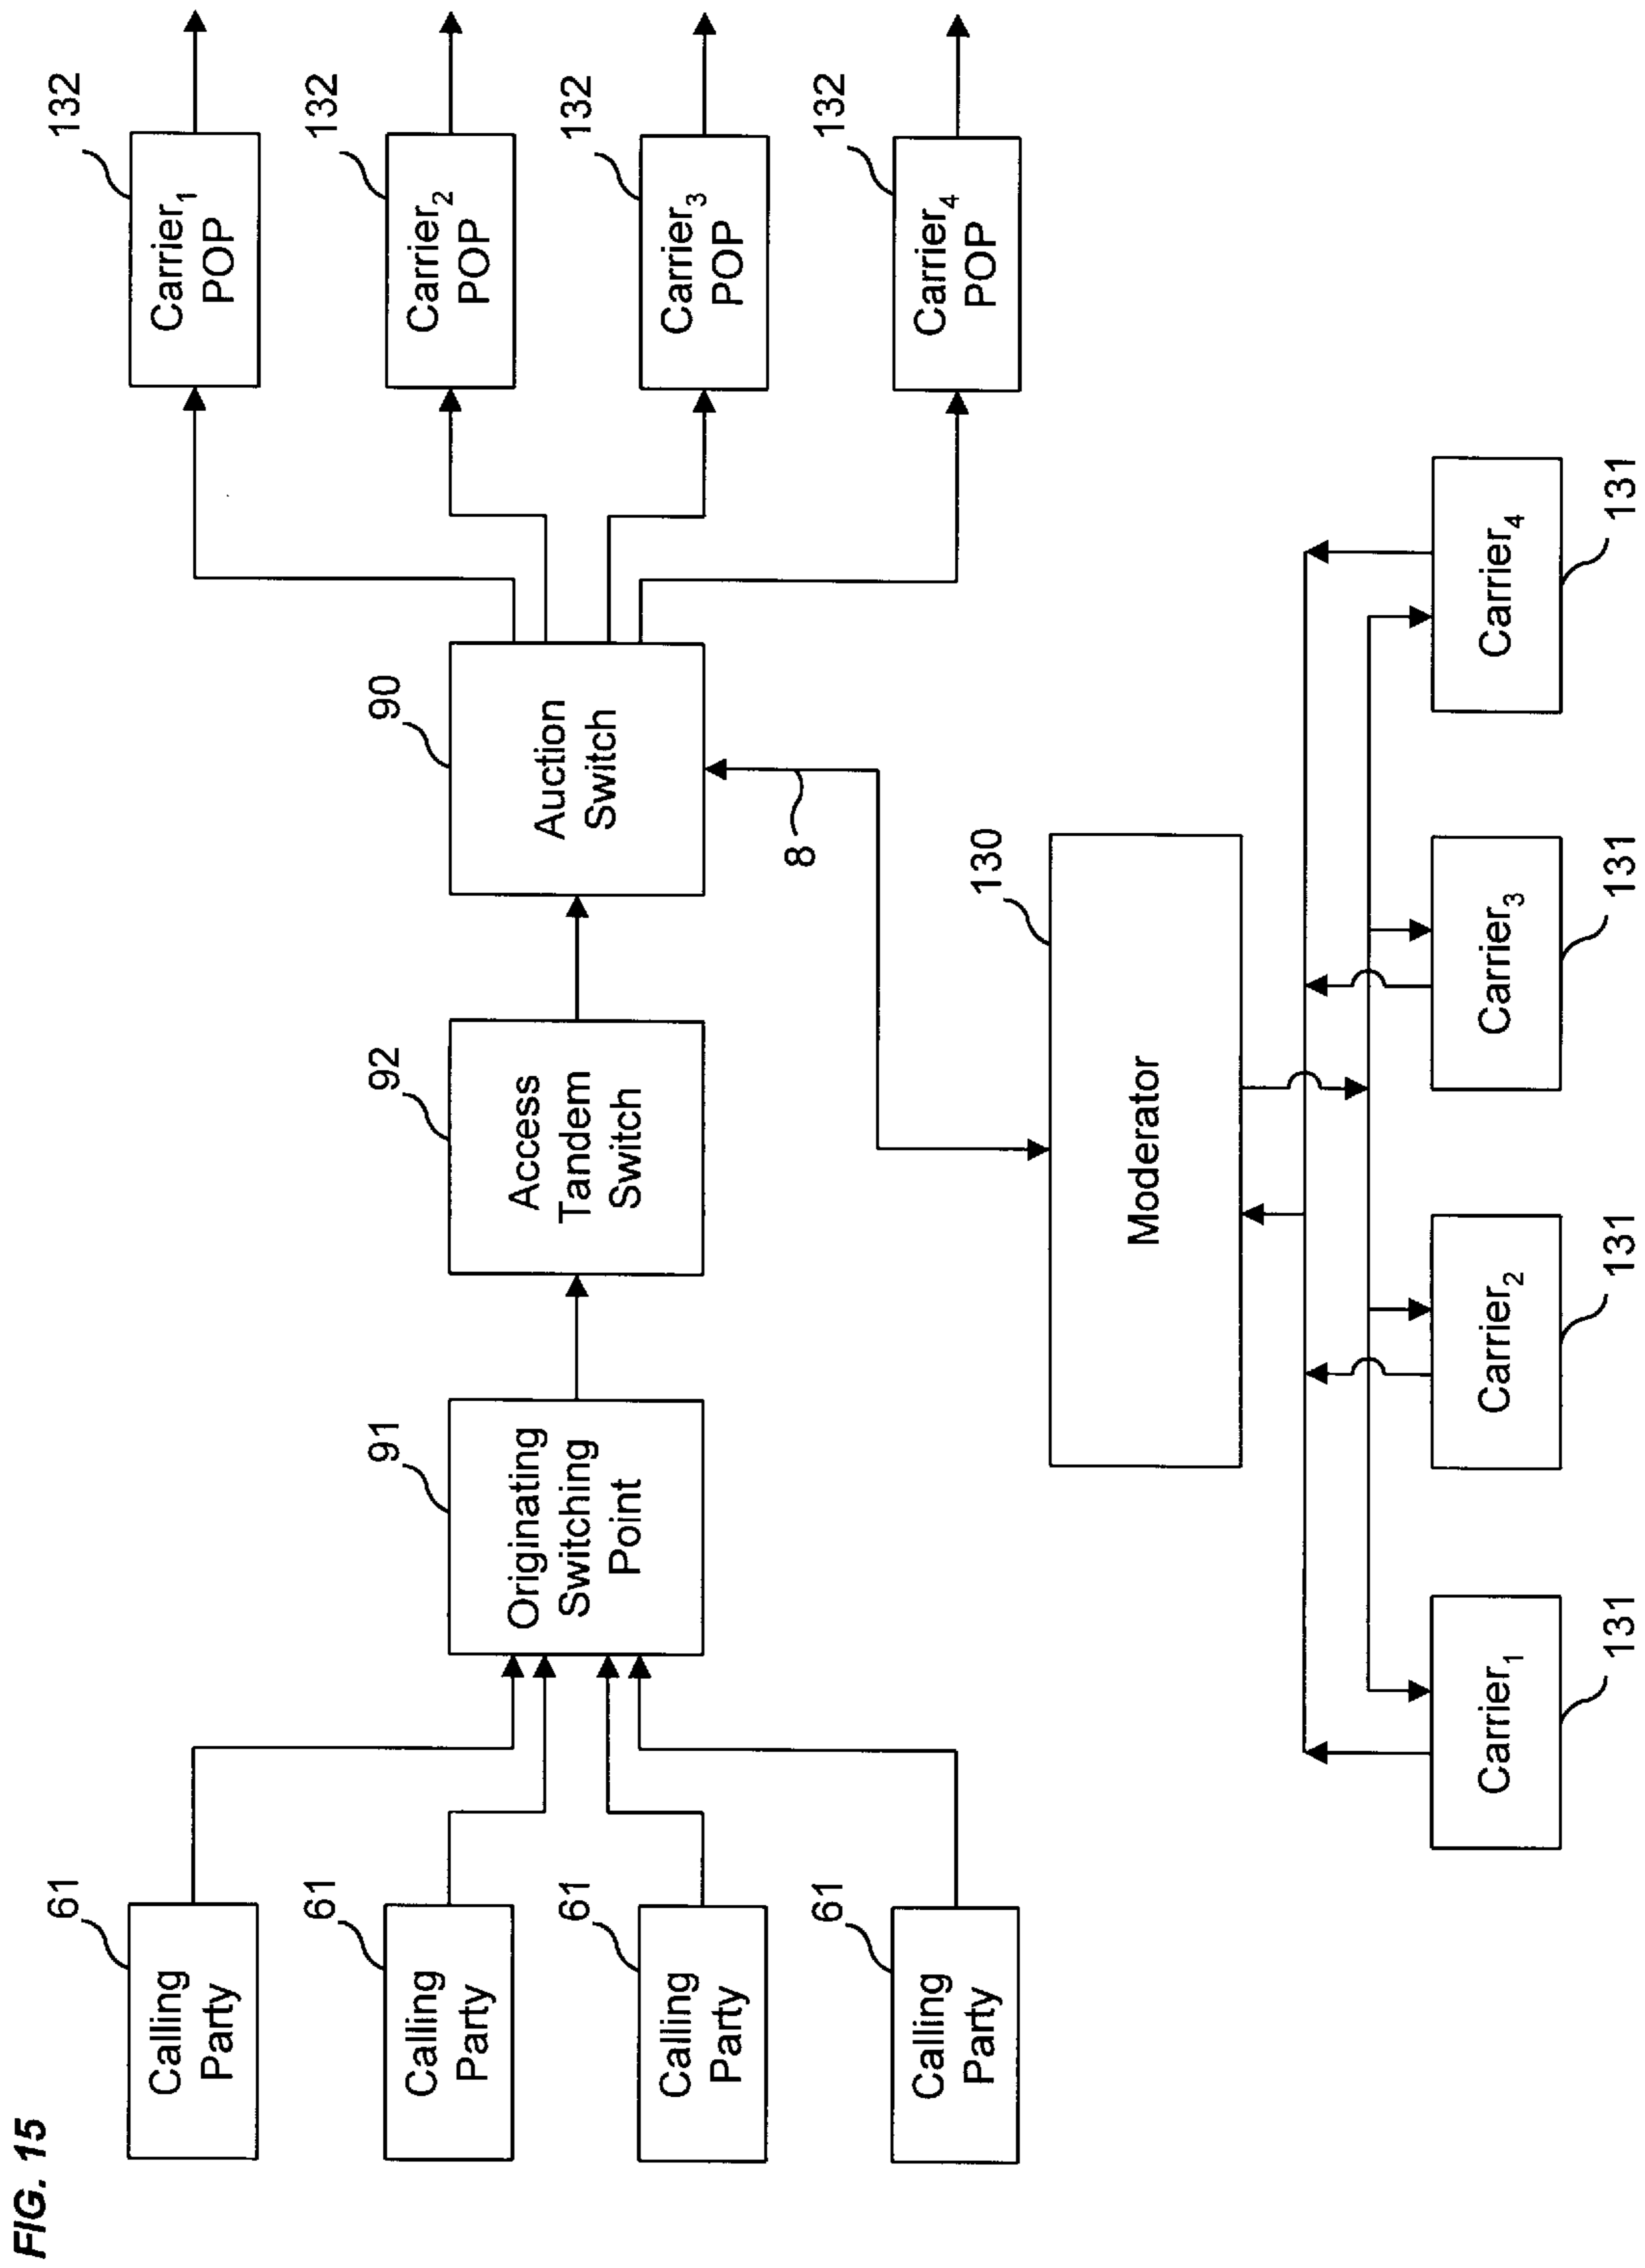 FIG. 15
61
Calling
Party
61
Calling
Party
61
Calling
Party
61
Calling
Party
91
Originating
Switching
Point
92
Access
Tandem
Switch
90
Auction
Switch
8
132
Carrier₁
POP
132
Carrier₂
POP
132
Carrier₃
POP
132
Carrier₄
POP
130
Moderator
Carrier₁
131
Carrier₂
131
Carrier₃
131
Carrier₄
131